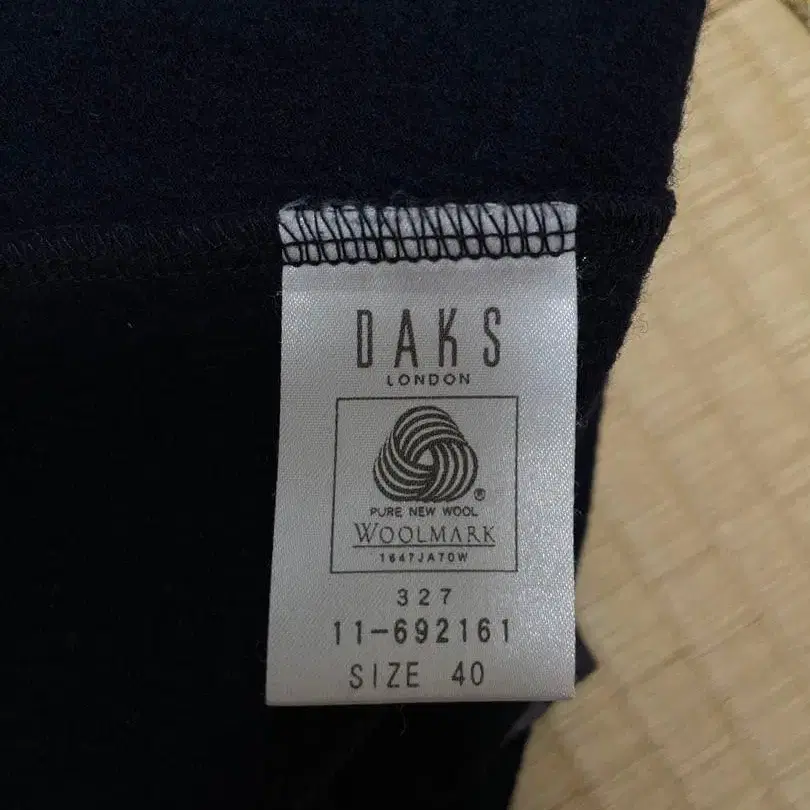 DAKS
LONDON
®
PURE NEW WOOL
WOOLMARK
1647JA70W
327
11-692161
SIZE 40